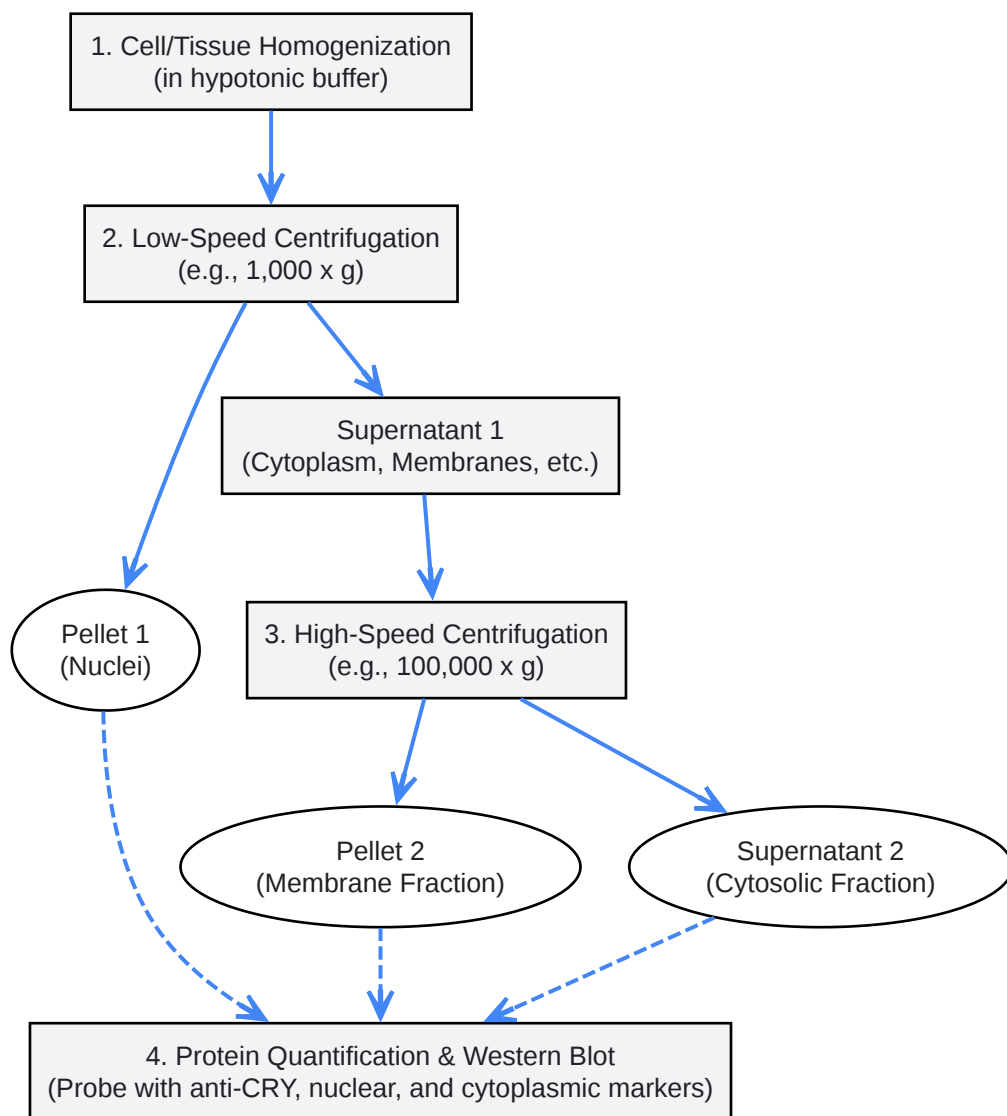 1. Cell/Tissue Homogenization
(in hypotonic buffer)
2. Low-Speed Centrifugation
(e.g., 1,000 x g)
Supernatant 1
(Cytoplasm, Membranes, etc.)
Pellet 1
(Nuclei)
3. High-Speed Centrifugation
(e.g., 100,000 x g)
Pellet 2
(Membrane Fraction)
Supernatant 2
(Cytosolic Fraction)
4. Protein Quantification & Western Blot
(Probe with anti-CRY, nuclear, and cytoplasmic markers)